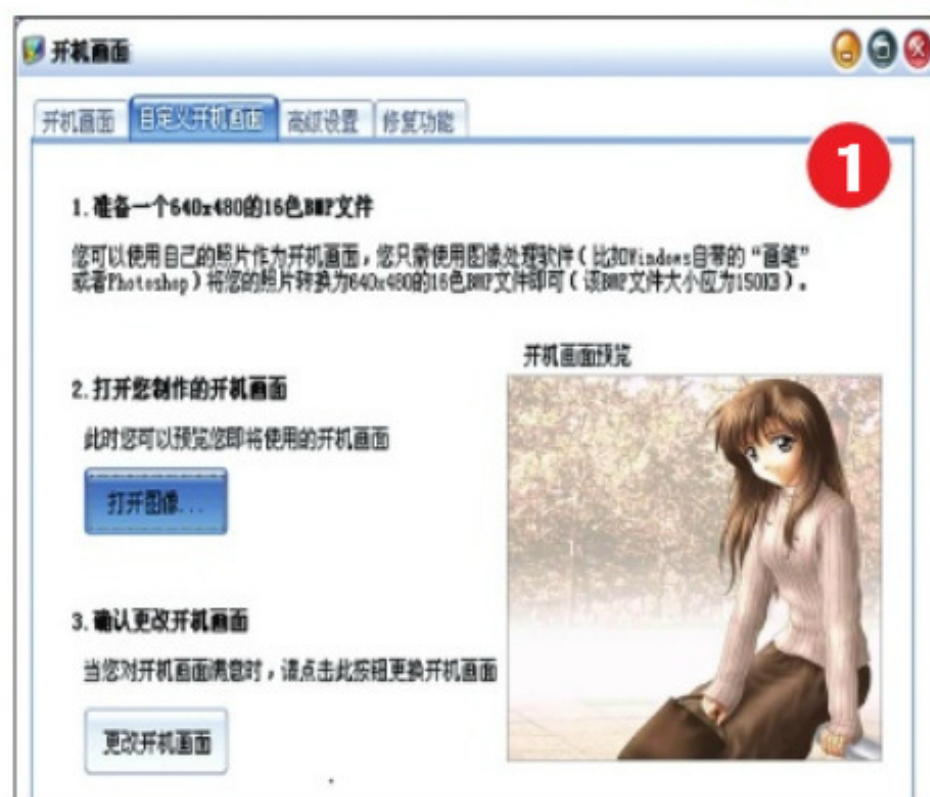 开机画面
开机画面 自定义开机画面 高级设置 修复功能
1
1.准备一个640x480的16色BMP文件
您可以使用自己的照片作为开机画面，您只需使用图像处理软件（比如Windows自带的“画笔”
或者Photoshop）将您的照片转换为640x480的16色BMP文件即可（该BMP文件大小应为150KB）。
开机画面预览
2.打开您制作的开机画面
此时您可以预览您即将使用的开机画面
打开图像...
3.确认更改开机画面
当您对开机画面满意时，请点击此按钮更换开机画面
更改开机画面